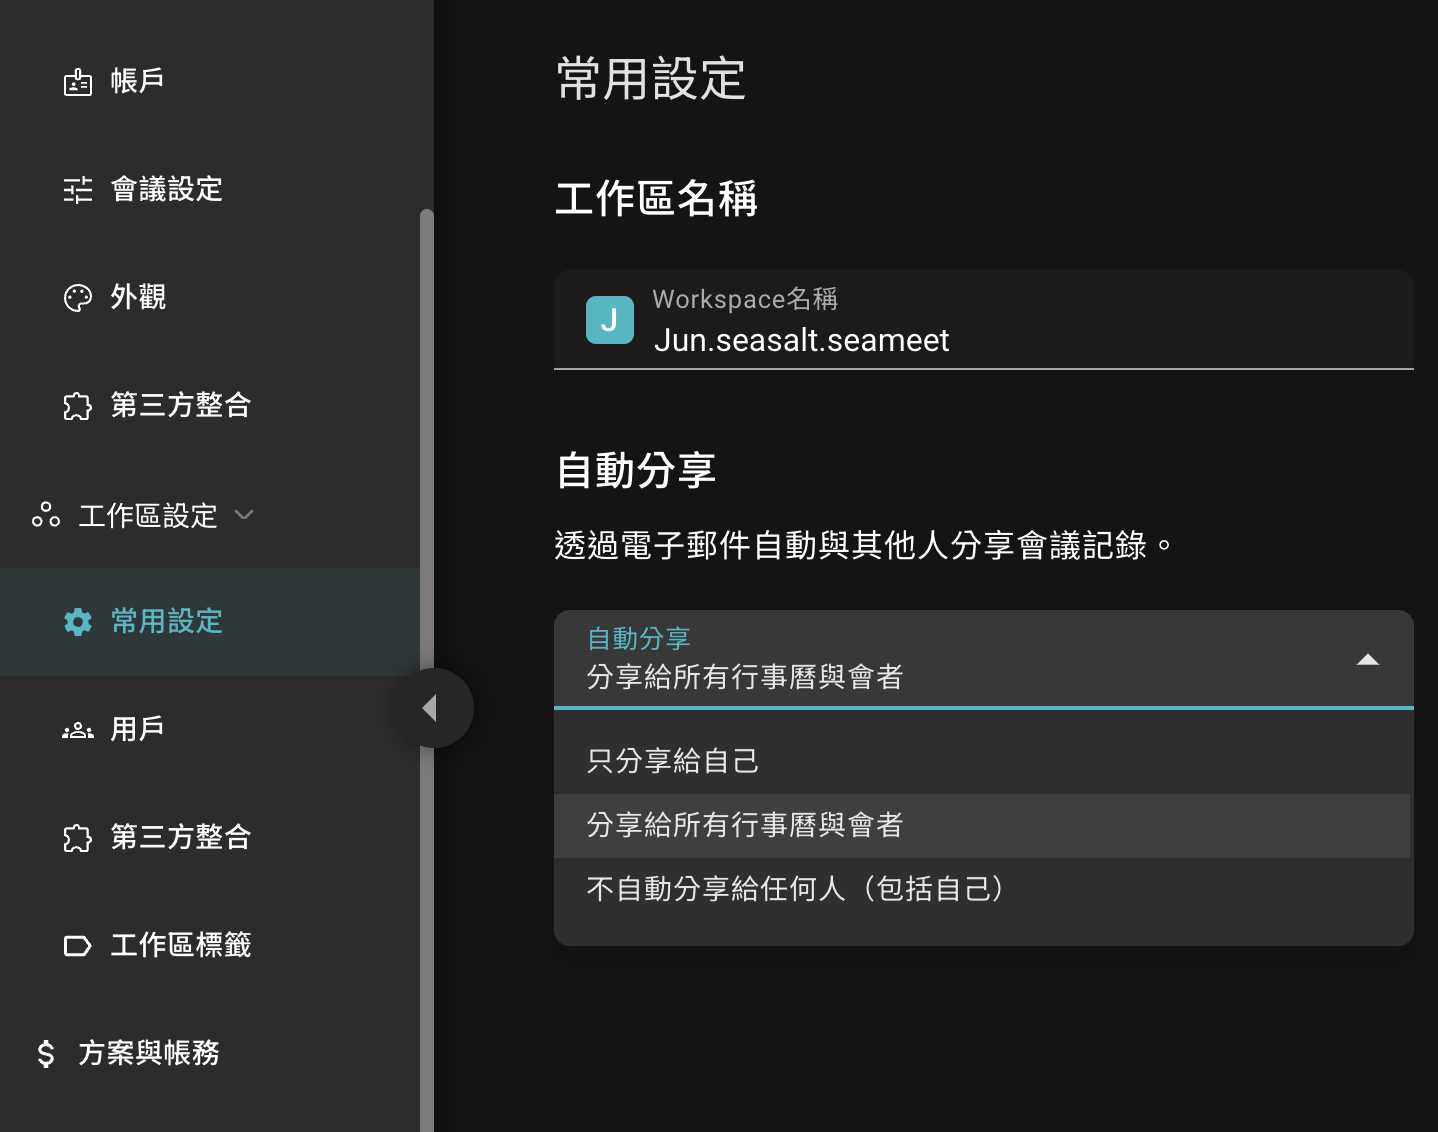 帳戶
會議設定
外觀
第三方整合
工作區設定
常用設定
用戶
第三方整合
工作區標籤
方案與帳務
常用設定
工作區名稱
J
Workspace名稱
Jun.seasalt.seameet
自動分享
透過電子郵件自動與其他人分享會議記錄。
自動分享
分享給所有行事曆與會者
只分享給自己
分享給所有行事曆與會者
不自動分享給任何人（包括自己）